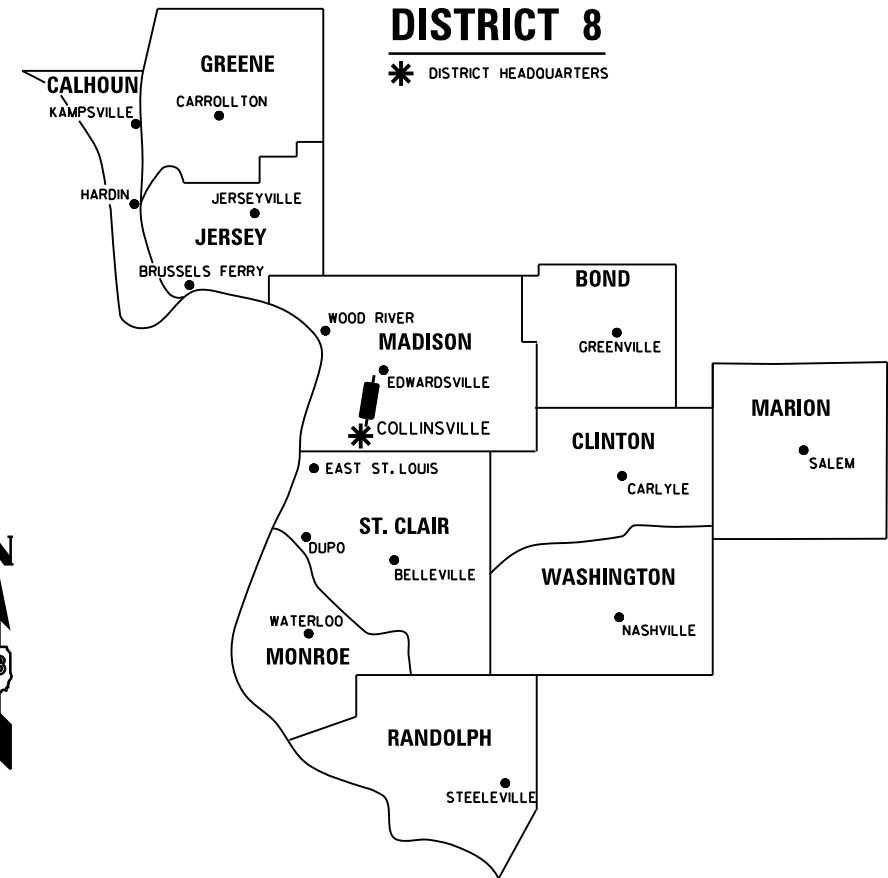 DISTRICT 8
DISTRICT HEADQUARTERS
GREENE
CALHOUN
CARROLLTON
KAMPSVILLE
HARDIN
JERSEYVILLE
JERSEY
BRUSSELS FERRY
BOND
WOOD RIVER
MADISON
GREENVILLE
EDWARDSVILLE
MARION
COLLINSVILLE
CLINTON
SALEM
EAST ST. LOUIS
CARLYLE
ST. CLAIR
DUPO
BELLEVILLE
WASHINGTON
WATERLOO
NASHVILLE
MONROE
RANDOLPH
STEELEVILLE